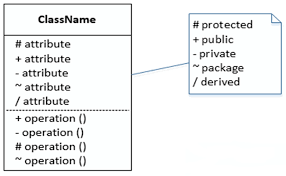 ClassName
# attribute
+ attribute
- attribute
~ attribute
/ attribute
+ operation ()
- operation ()
# operation ()
~ operation ()
# protected
+ public
- private
~ package
/ derived